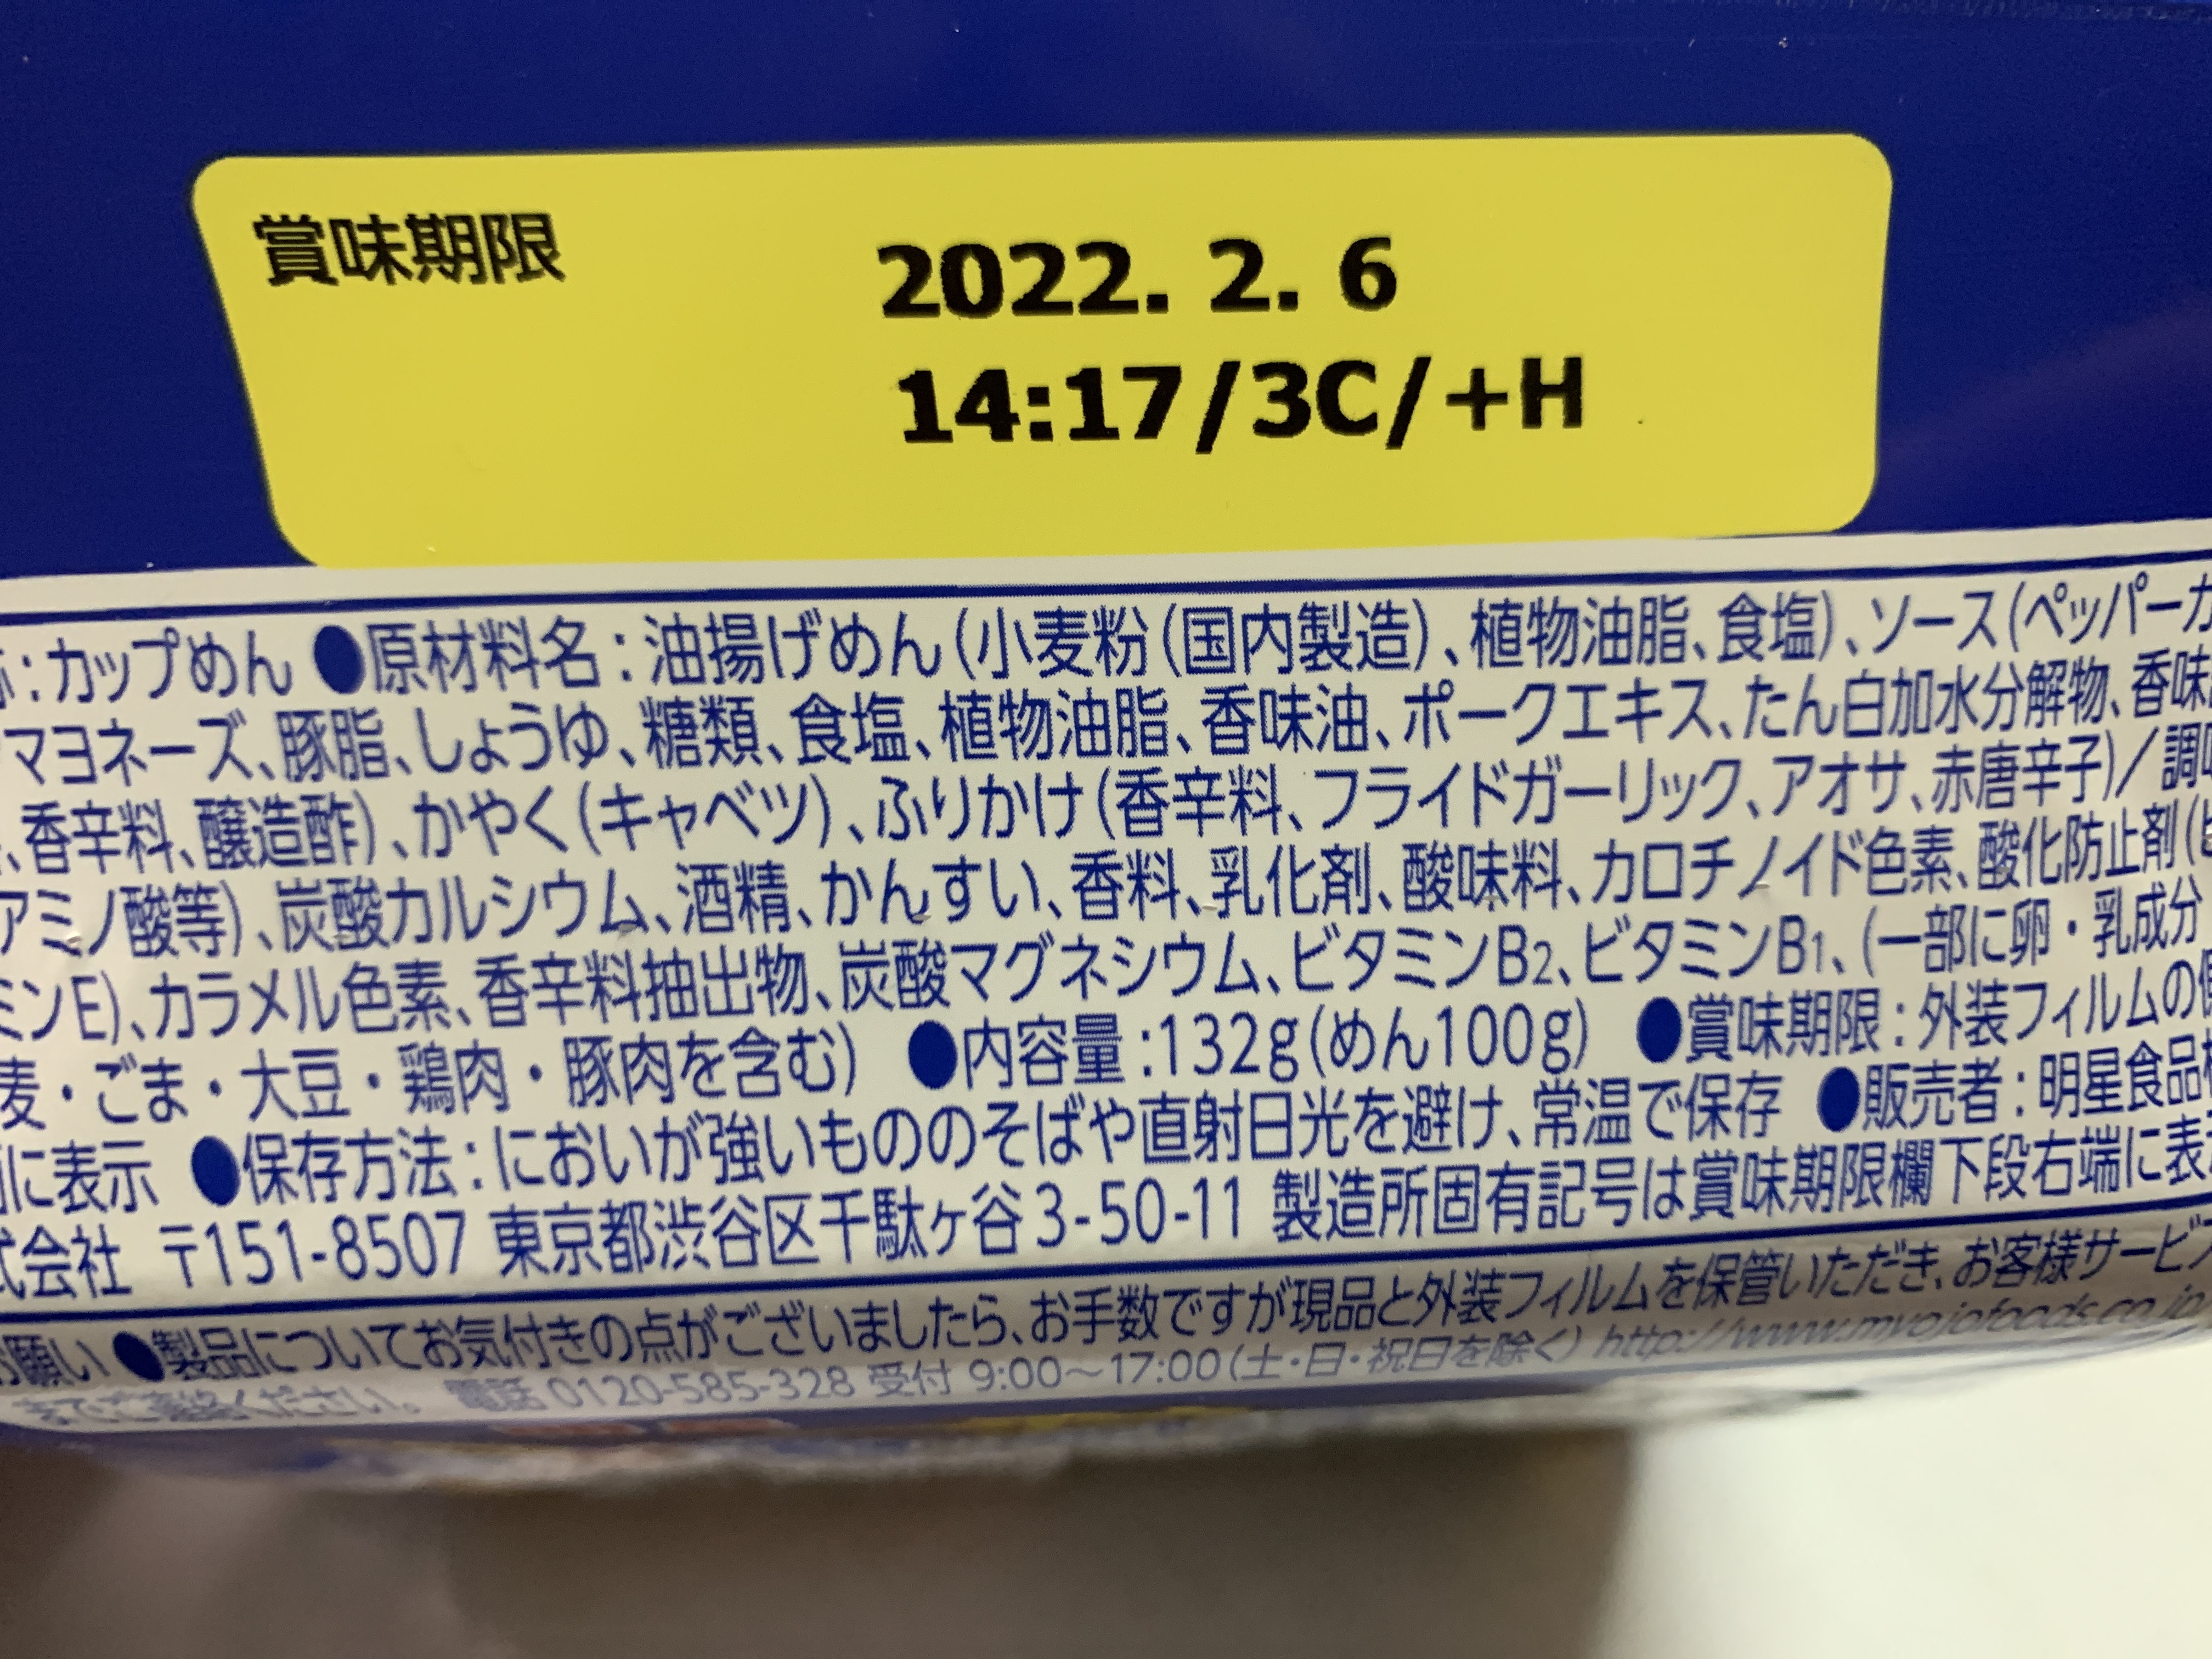 賞味期限
2022. 2. 6
14:17/3C/+H
:カップめん ●原材料名:油揚げめん(小麦粉(国内製造)、植物油脂、食塩)、ソース(ペッパー
マヨネーズ、豚脂、しょうゆ、糖類、食塩、植物油脂、香味油、ポークエキス、たん白加水分解物、香味
、香辛料、醸造酢)、かやく(キャベツ)、ふりかけ(香辛料、フライドガーリック、アオサ、赤唐辛子)/調
アミノ酸等)、炭酸カルシウム、酒精、かんすい、香料、乳化剤、酸味料、カロチノイド色素、酸化防止剤(
ミンE)、カラメル色素、香辛料抽出物、炭酸マグネシウム、ビタミンB2、ビタミンB1、(一部に卵・乳成分
麦・ごま・大豆・鶏肉・豚肉を含む) ●内容量:132g(めん100g) ●賞味期限:外装フィルムの
に表示 ●保存方法:においが強いもののそばや直射日光を避け、常温で保存 ●販売者:明星食品
式会社 〒151-8507 東京都渋谷区千駄ヶ谷3-50-11 製造所固有記号は賞味期限欄下段右端に表
願い ●製品についてお気付きの点がございましたら、お手数ですが現品と外装フィルムを保管いただき、お客様サービ
までご連絡ください。 電話 0120-585-328 受付 9:00～17:00(土・日・祝日を除く) http://www.myojofoods.co.jp